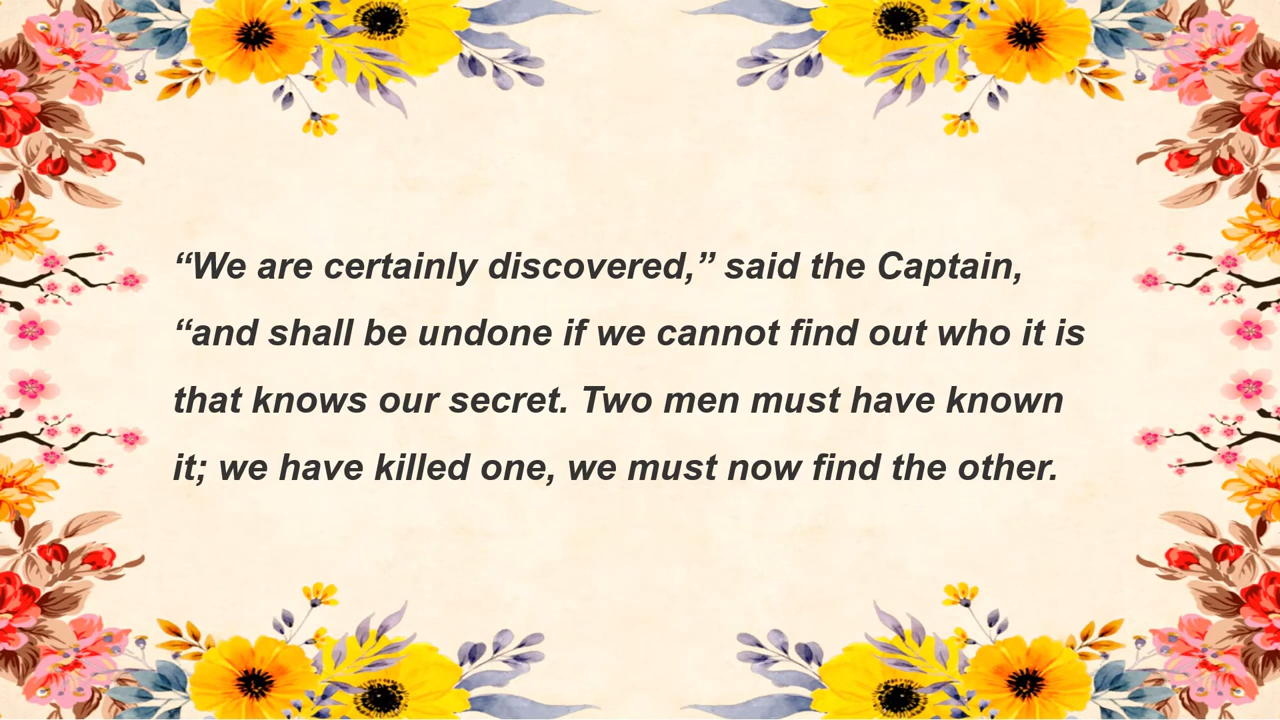 “We are certainly discovered,” said the Captain,
“and shall be undone if we cannot find out who it is
that knows our secret. Two men must have known
it; we have killed one, we must now find the other.